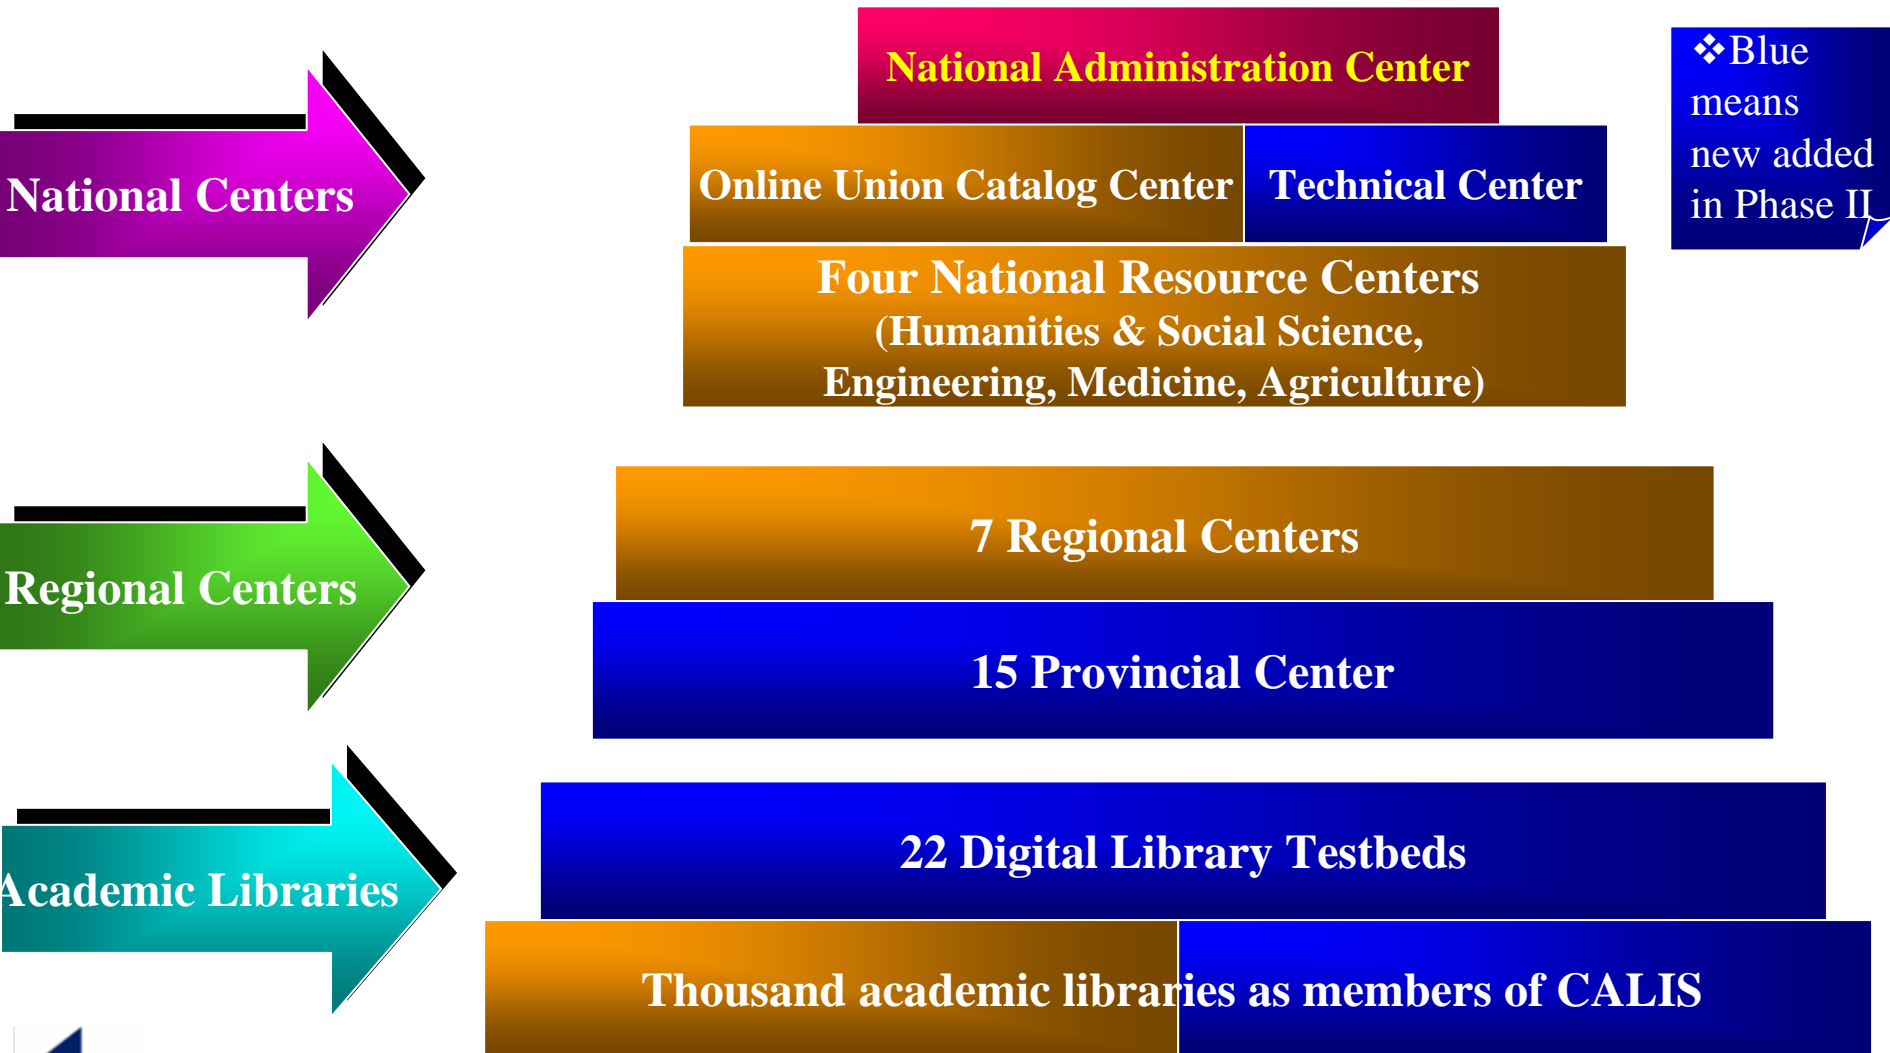 National Administration Center
❖Blue
means
new added
in Phase II
National Centers
Online Union Catalog Center
Technical Center
Four National Resource Centers
(Humanities & Social Science,
Engineering, Medicine, Agriculture)
Regional Centers
7 Regional Centers
15 Provincial Center
Academic Libraries
22 Digital Library Testbeds
Thousand academic libraries as members of CALIS